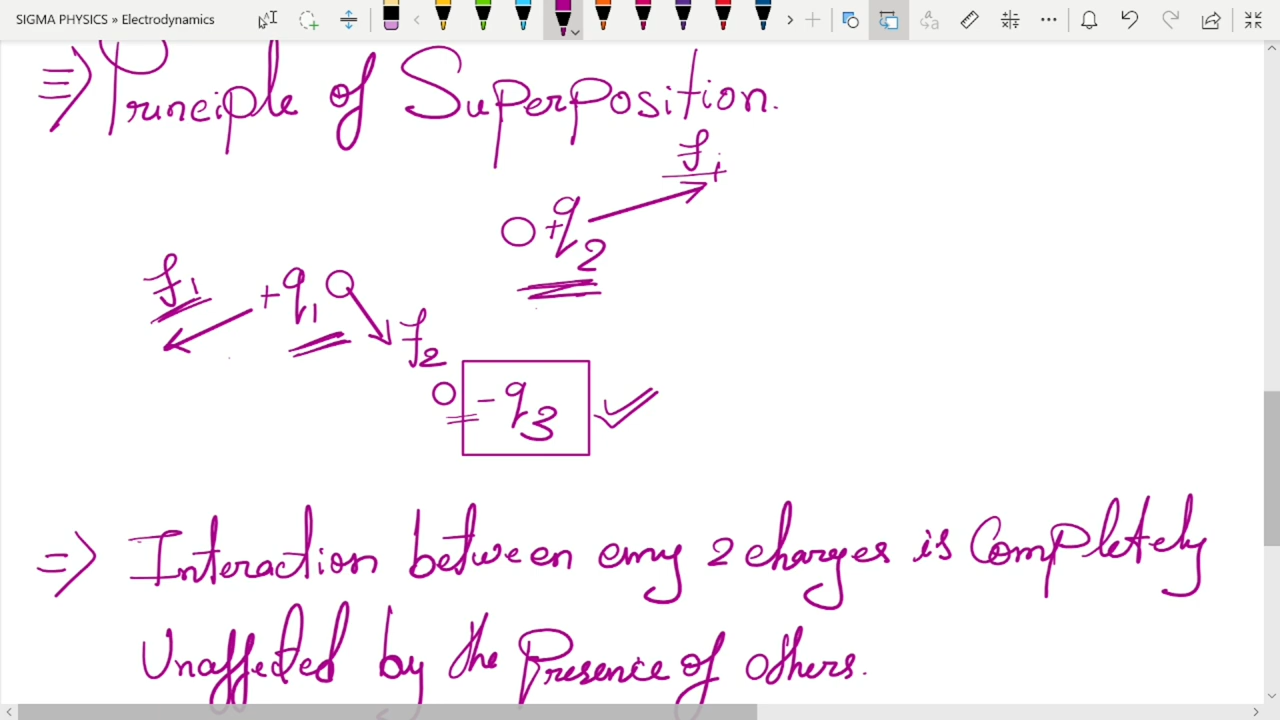 SIGMA PHYSICS » Electrodynamics
⇒ Principle of Superposition.
f1
+q2
f1 +q1
f2
-q3
⇒ Interaction between any 2 charges is Completely
Unaffected by the Presence of others.